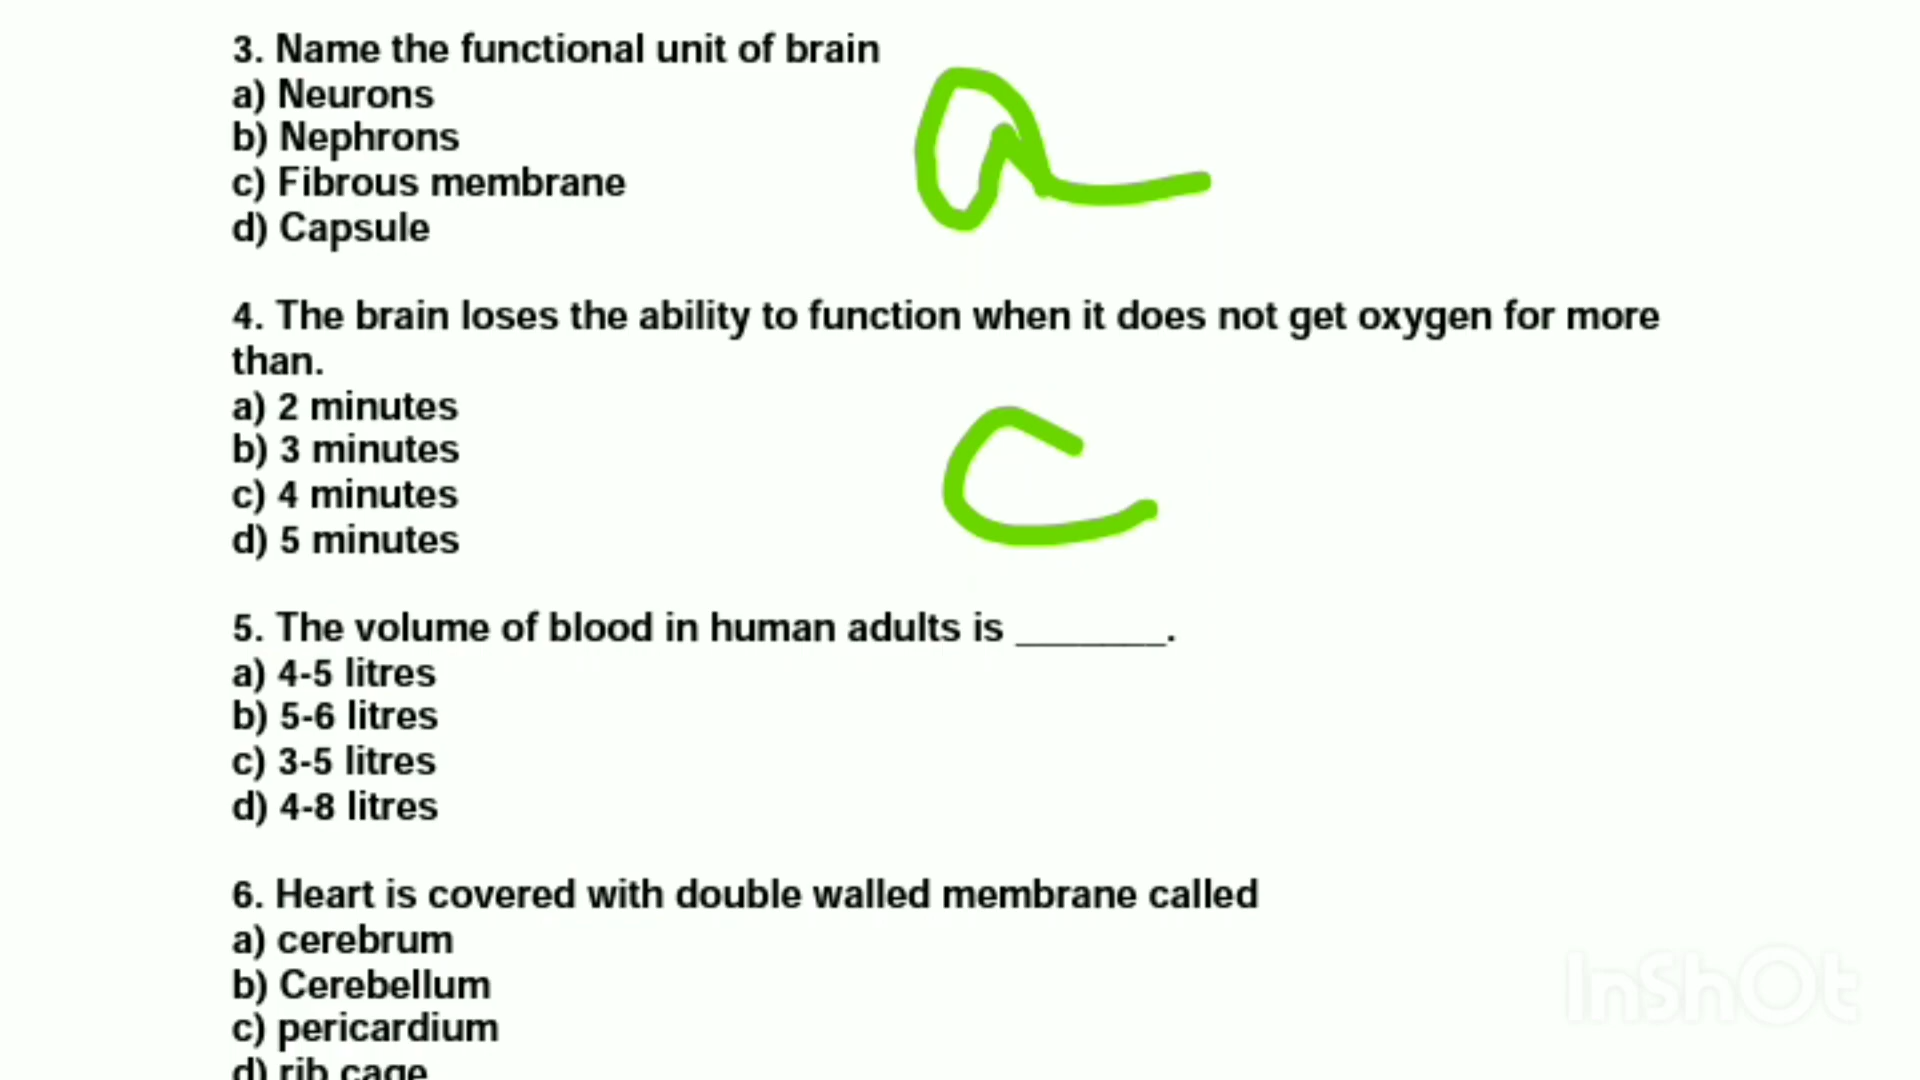 3. Name the functional unit of brain
a) Neurons
b) Nephrons
c) Fibrous membrane
d) Capsule
a
4. The brain loses the ability to function when it does not get oxygen for more
than.
a) 2 minutes
b) 3 minutes
c) 4 minutes
d) 5 minutes
c
5. The volume of blood in human adults is _______.
a) 4-5 litres
b) 5-6 litres
c) 3-5 litres
d) 4-8 litres
6. Heart is covered with double walled membrane called
a) cerebrum
b) Cerebellum
c) pericardium
d) rib cage
InShOt